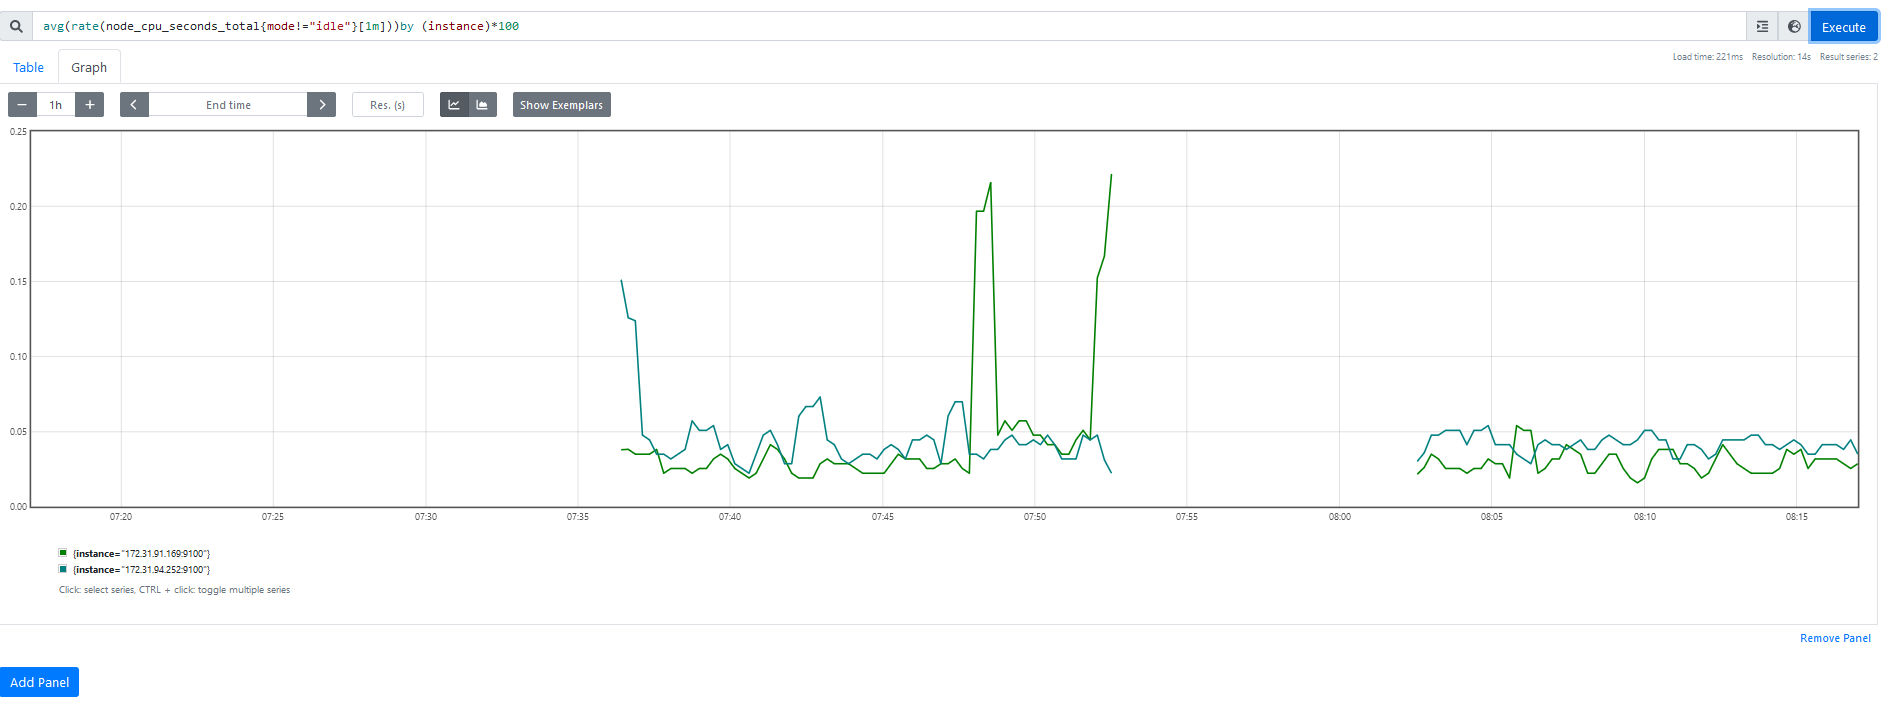 avg(rate(node_cpu_seconds_total{mode!="idle"}[1m]))by (instance)*100
Execute
Load time: 221ms Resolution: 14s Result series: 2
Table Graph
− 1h + End time Res. (s) Show Exemplars
0.25
0.20
0.15
0.10
0.05
0.00
07:20 07:25 07:30 07:35 07:40 07:45 07:50 07:55 08:00 08:05 08:10 08:15
{instance="172.31.91.169:9100"}
{instance="172.31.94.252:9100"}
Click: select series, CTRL + click: toggle multiple series
Remove Panel
Add Panel